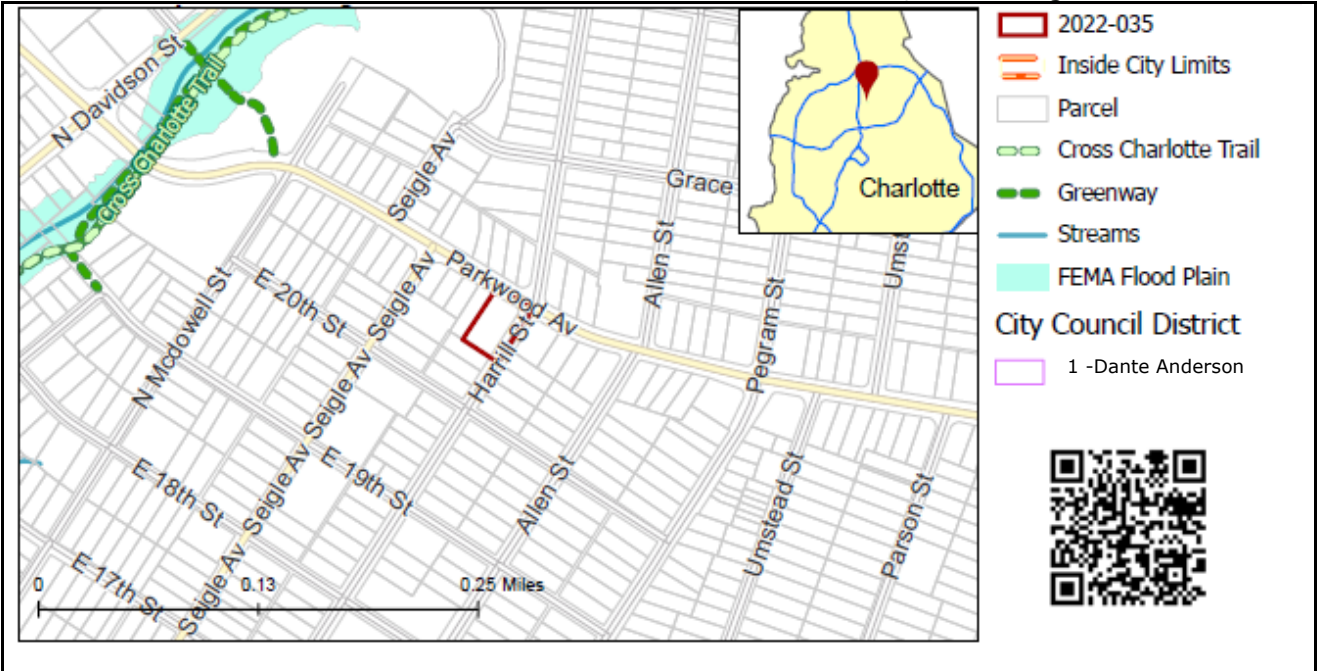 N Davidson St
Cross Charlotte Trail
Seigle Av
Grace
Charlotte
Allen St
Pegram St
Umst
Parkwood Av
E 20th St
Seigle Av
Seigle Av
N Mcdowell St
Harrill St
Seigle Av
E 19th St
E 18th St
Seigle Av
Allen St
Umstead St
Parson St
E 17th St
Seigle Av
0
0.13
0.25 Miles
2022-035
Inside City Limits
Parcel
Cross Charlotte Trail
Greenway
Streams
FEMA Flood Plain
City Council District
1 -Dante Anderson